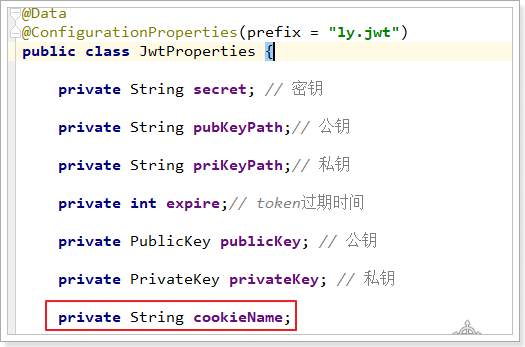 @Data
@ConfigurationProperties(prefix = "ly.jwt")
public class JwtProperties {
private String secret; // 密钥
private String pubKeyPath;// 公钥
private String priKeyPath;// 私钥
private int expire;// token过期时间
private PublicKey publicKey; // 公钥
private PrivateKey privateKey; // 私钥
private String cookieName;